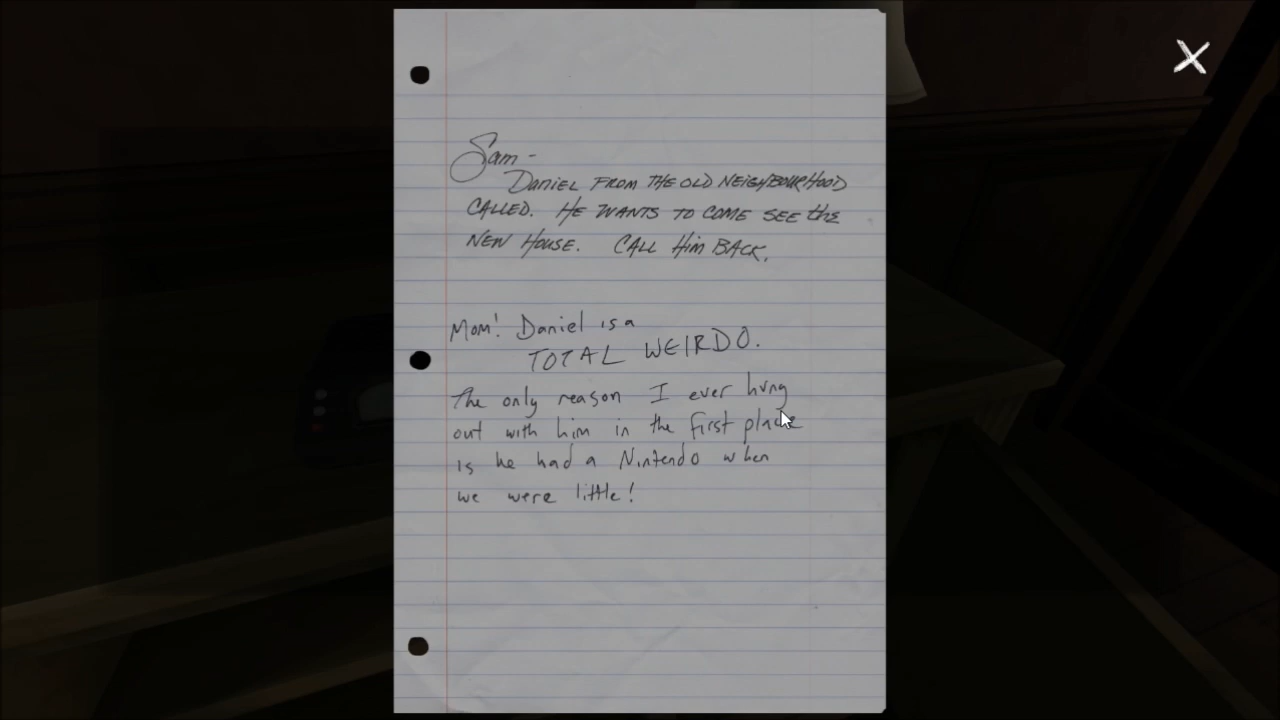 Sam -
DANIEL FROM THE OLD NEIGHBOURHOOD
CALLED. HE WANTS TO COME SEE the
NEW HOUSE. CALL HIM BACK.
Mom! Daniel is a
TOTAL WEIRDO.
The only reason I ever hung
out with him in the first place
is he had a Nintendo when
we were little!